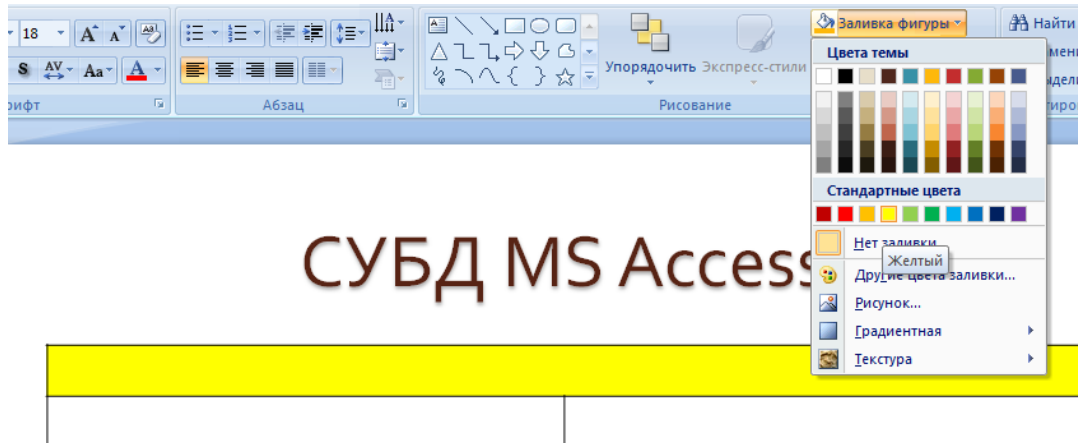 18
Aa
Заливка фигуры
Найти
Упорядочить
Экспресс-стили
Абзац
Рисование
Цвета темы
Стандартные цвета
Нет заливки
Желтый
Другие цвета заливки...
Рисунок...
Градиентная
Текстура
СУБД MS Access